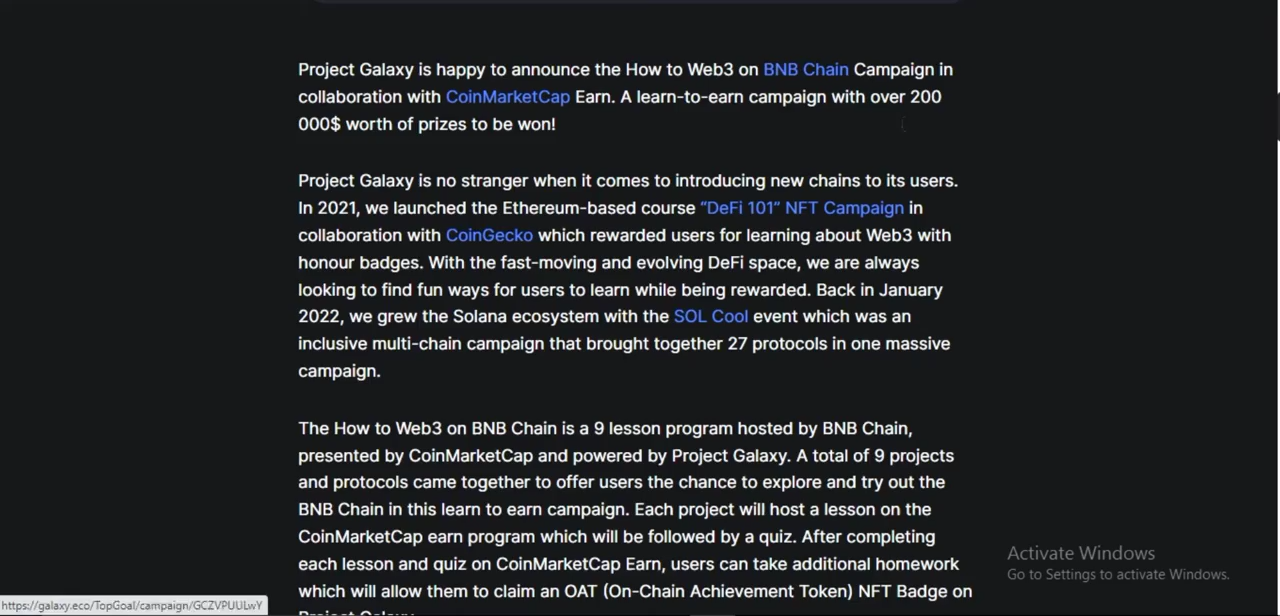 Project Galaxy is happy to announce the How to Web3 on BNB Chain Campaign in
collaboration with CoinMarketCap Earn. A learn-to-earn campaign with over 200
000$ worth of prizes to be won!
Project Galaxy is no stranger when it comes to introducing new chains to its users.
In 2021, we launched the Ethereum-based course “DeFi 101” NFT Campaign in
collaboration with CoinGecko which rewarded users for learning about Web3 with
honour badges. With the fast-moving and evolving DeFi space, we are always
looking to find fun ways for users to learn while being rewarded. Back in January
2022, we grew the Solana ecosystem with the SOL Cool event which was an
inclusive multi-chain campaign that brought together 27 protocols in one massive
campaign.
The How to Web3 on BNB Chain is a 9 lesson program hosted by BNB Chain,
presented by CoinMarketCap and powered by Project Galaxy. A total of 9 projects
and protocols came together to offer users the chance to explore and try out the
BNB Chain in this learn to earn campaign. Each project will host a lesson on the
CoinMarketCap earn program which will be followed by a quiz. After completing
each lesson and quiz on CoinMarketCap Earn, users can take additional homework
which will allow them to claim an OAT (On-Chain Achievement Token) NFT Badge on
Project Galaxy
Activate Windows
Go to Settings to activate Windows.
https://galaxy.eco/TopGoal/campaign/GCZVPUULwY